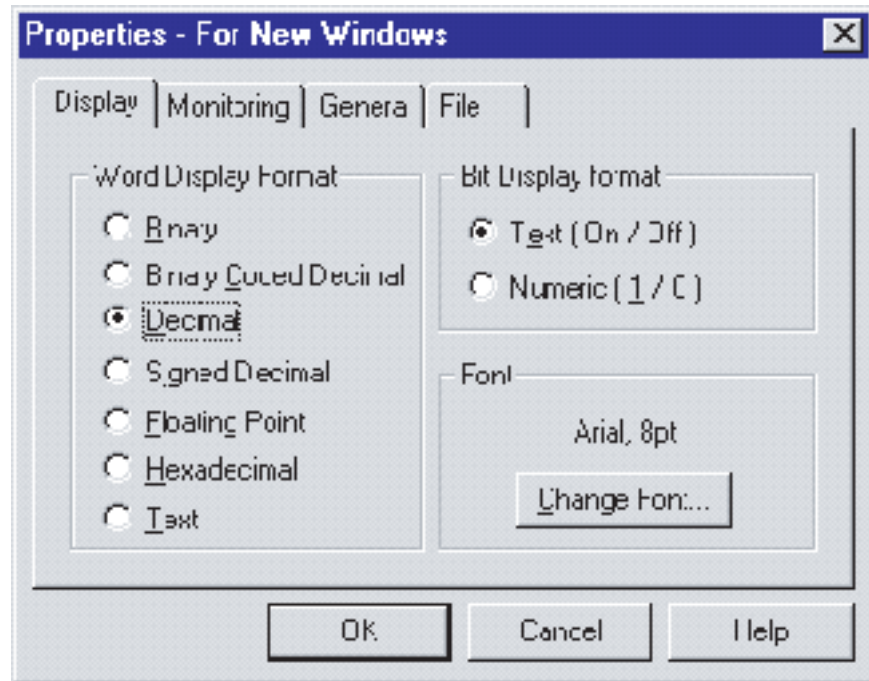 Properties - For New Windows
Display Monitoring General File
Word Display Format
Binary
Binary Coded Decimal
Decimal
Signed Decimal
Floating Point
Hexadecimal
Text
Bit Display format
Text ( On / Off )
Numeric ( 1 / 0 )
Font
Arial, 8pt
Change Font...
OK Cancel Help